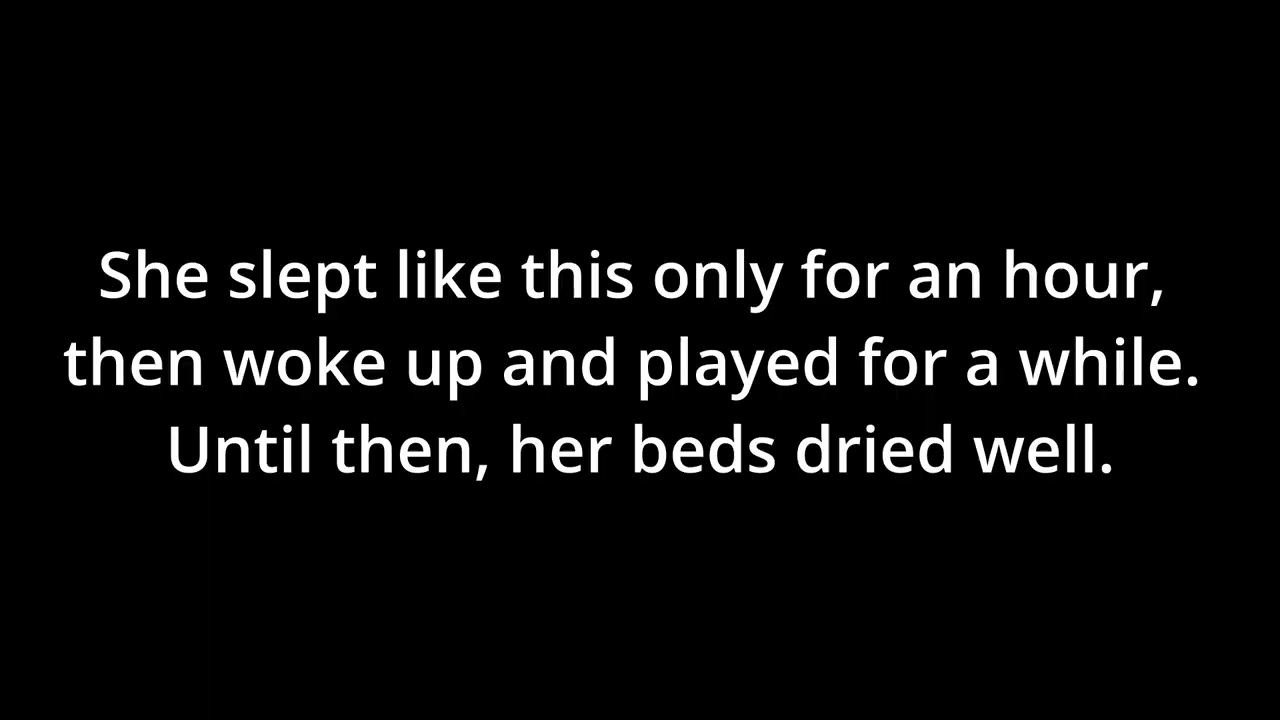 She slept like this only for an hour,
then woke up and played for a while.
Until then, her beds dried well.